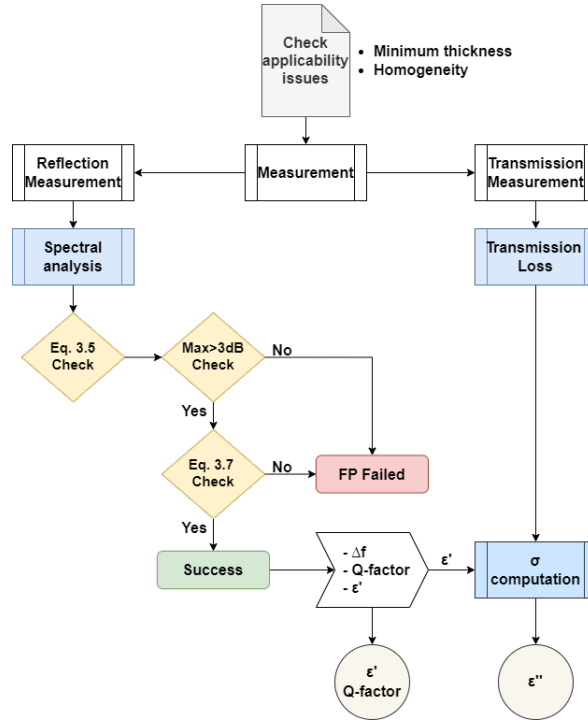 Check
applicability
issues
• Minimum thickness
• Homogeneity
Reflection
Measurement
Measurement
Transmission
Measurement
Spectral
analysis
Transmission
Loss
Eq. 3.5
Check
Max>3dB
Check
No
Yes
Eq. 3.7
Check
No
FP Failed
Yes
Success
- Δf
- Q-factor
- ε'
ε'
σ
computation
ε'
Q-factor
ε''